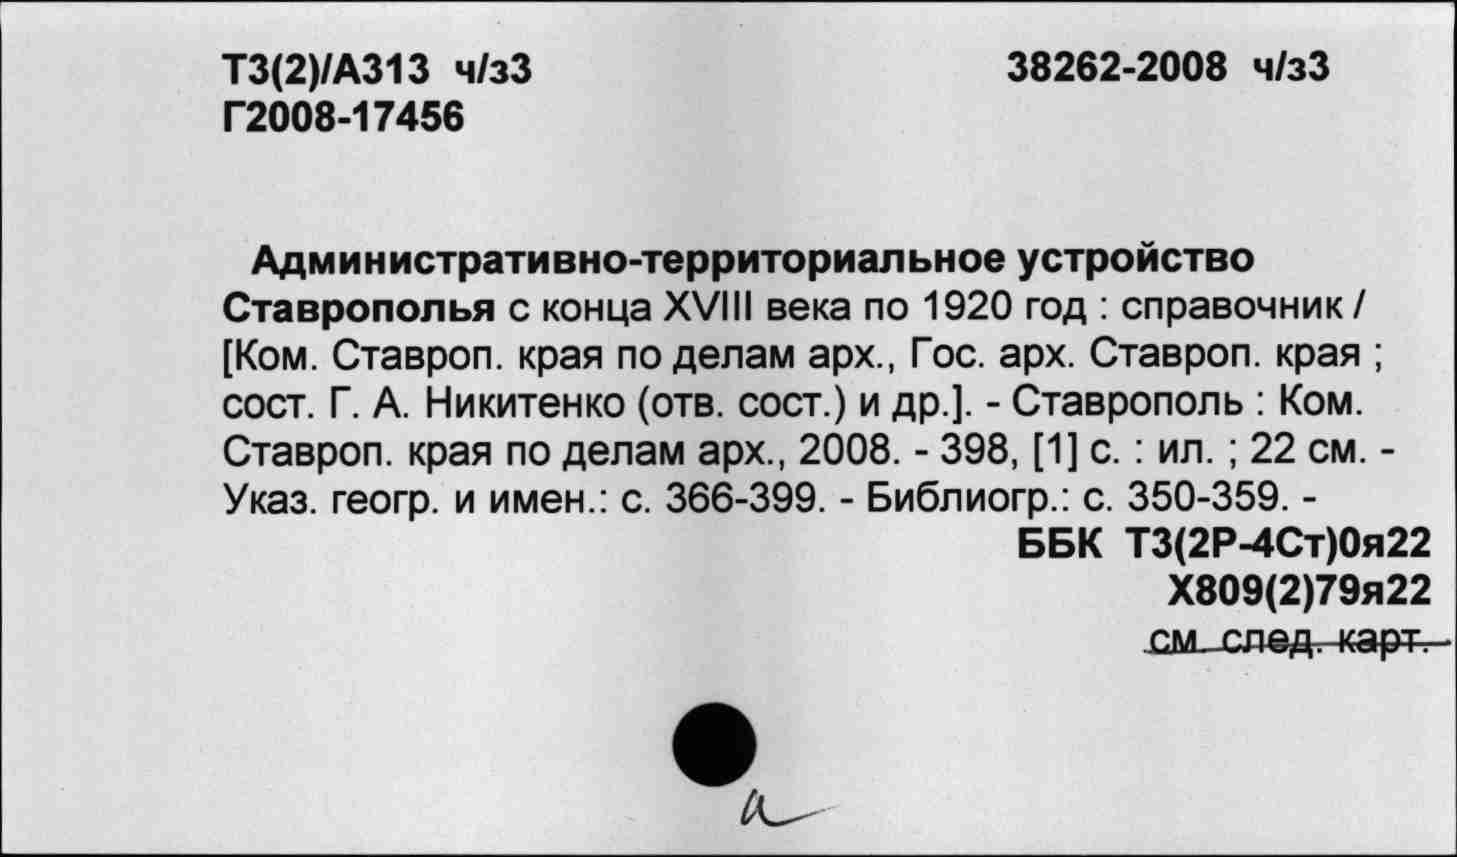 Т3(2)/А313 ч/з3 38262-2008 ч/з3
Г2008-17456
Административно-территориальное устройство
Ставрополья с конца XVIII века по 1920 год : справочник /
[Ком. Ставроп. края по делам арх., Гос. арх. Ставроп. края ;
сост. Г. А. Никитенко (отв. сост.) и др.]. - Ставрополь : Ком.
Ставроп. края по делам арх., 2008. - 398, [1] с. : ил. ; 22 см. -
Указ. геогр. и имен.: с. 366-399. - Библиогр.: с. 350-359. -
ББК Т3(2Р-4Ст)0я22
Х809(2)79я22
см. след. карт.
а